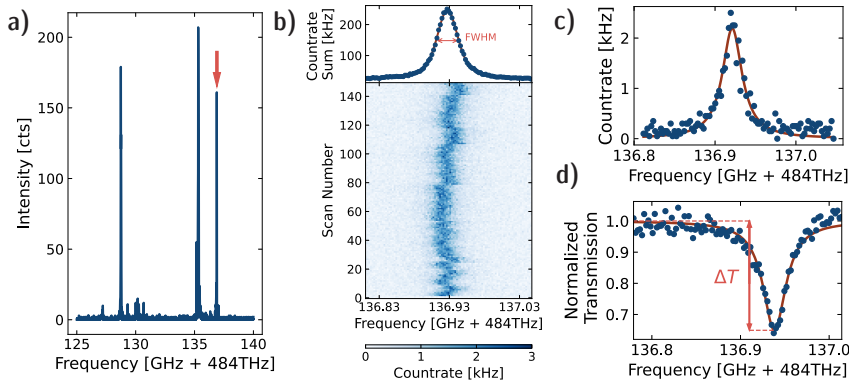 a)
Intensity [cts]
200
150
100
50
0
125
130
135
140
Frequency [GHz + 484THz]
b)
Countrate
Sum [kHz]
200
100
FWHM
Scan Number
140
120
100
80
60
40
20
0
136.83
136.93
137.03
Frequency [GHz + 484THz]
0
1
2
3
Countrate [kHz]
c)
Countrate [kHz]
2
1
0
136.8
136.9
137.0
Frequency [GHz + 484THz]
d)
Normalized
Transmission
1.0
0.9
0.8
0.7
ΔT
136.8
136.9
137.0
Frequency [GHz + 484THz]